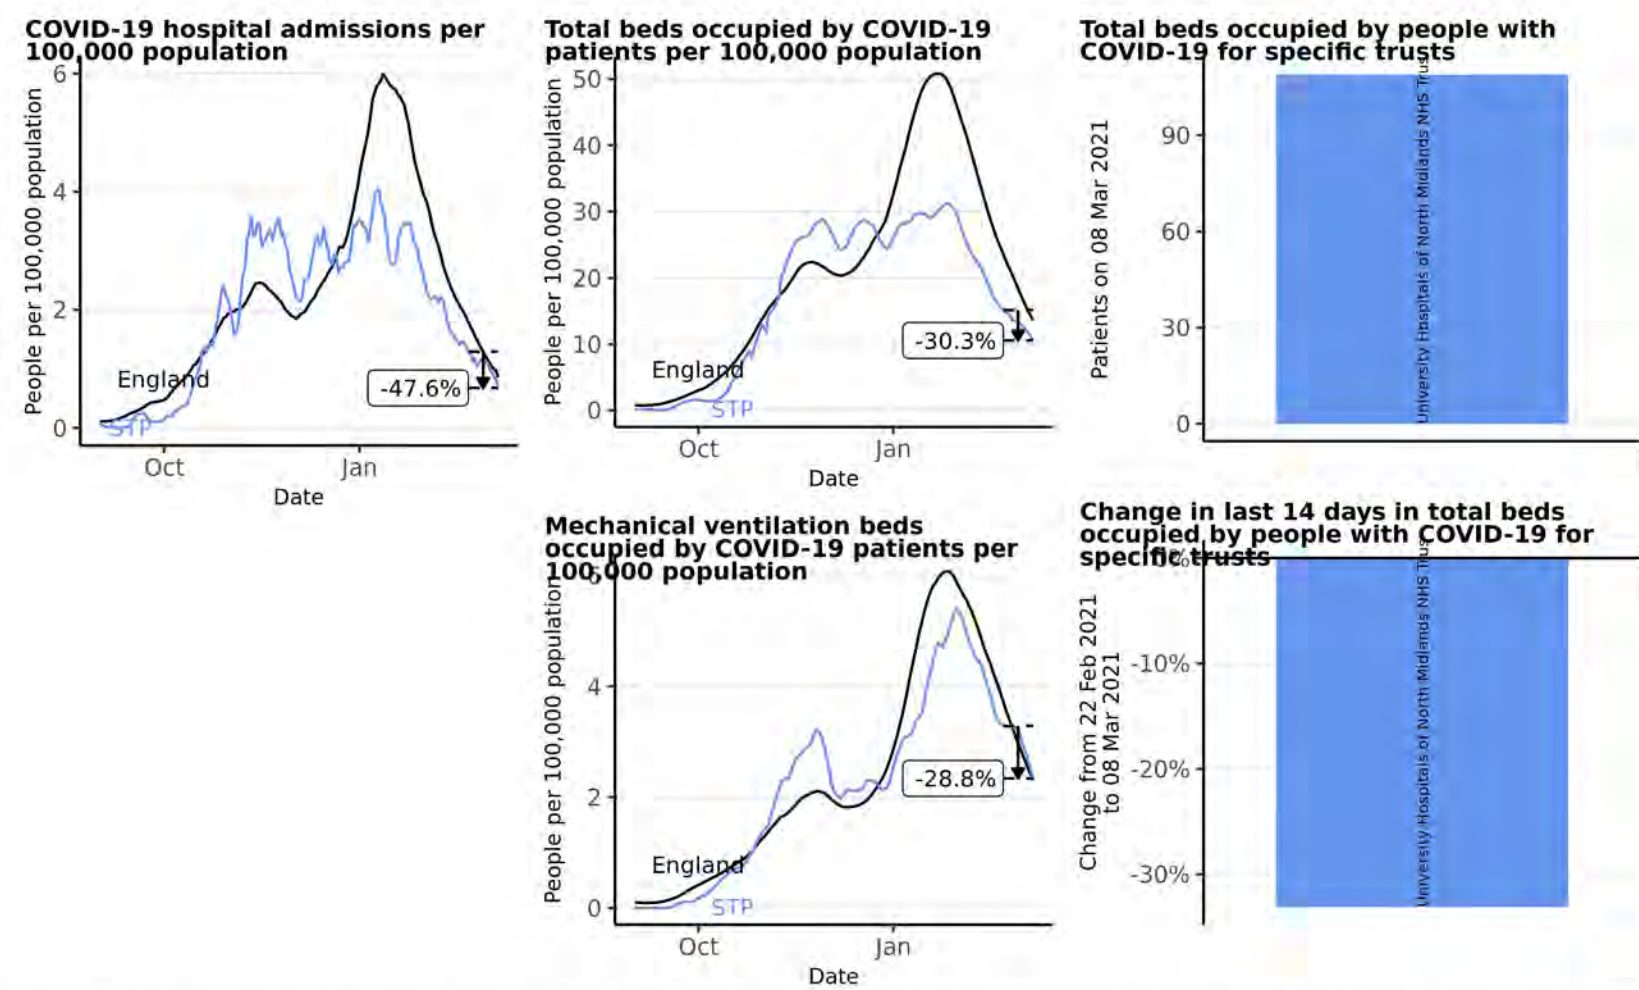 COVID-19 hospital admissions per
100,000 population
People per 100,000 population
6
4
2
0
England
STP
-47.6%
Oct
Jan
Date
Total beds occupied by COVID-19
patients per 100,000 population
People per 100,000 population
50
40
30
20
10
0
England
STP
-30.3%
Oct
Jan
Date
Total beds occupied by people with
COVID-19 for specific trusts
Patients on 08 Mar 2021
90
60
30
0
University Hospitals of North Midlands NHS Trus
Mechanical ventilation beds
occupied by COVID-19 patients per
100,000 population
People per 100,000 population
4
2
0
England
STP
-28.8%
Oct
Jan
Date
Change in last 14 days in total beds
occupied by people with COVID-19 for
specific trusts
Change from 22 Feb 2021
to 08 Mar 2021
-10%
-20%
-30%
University Hospitals of North Midlands NHS Trus